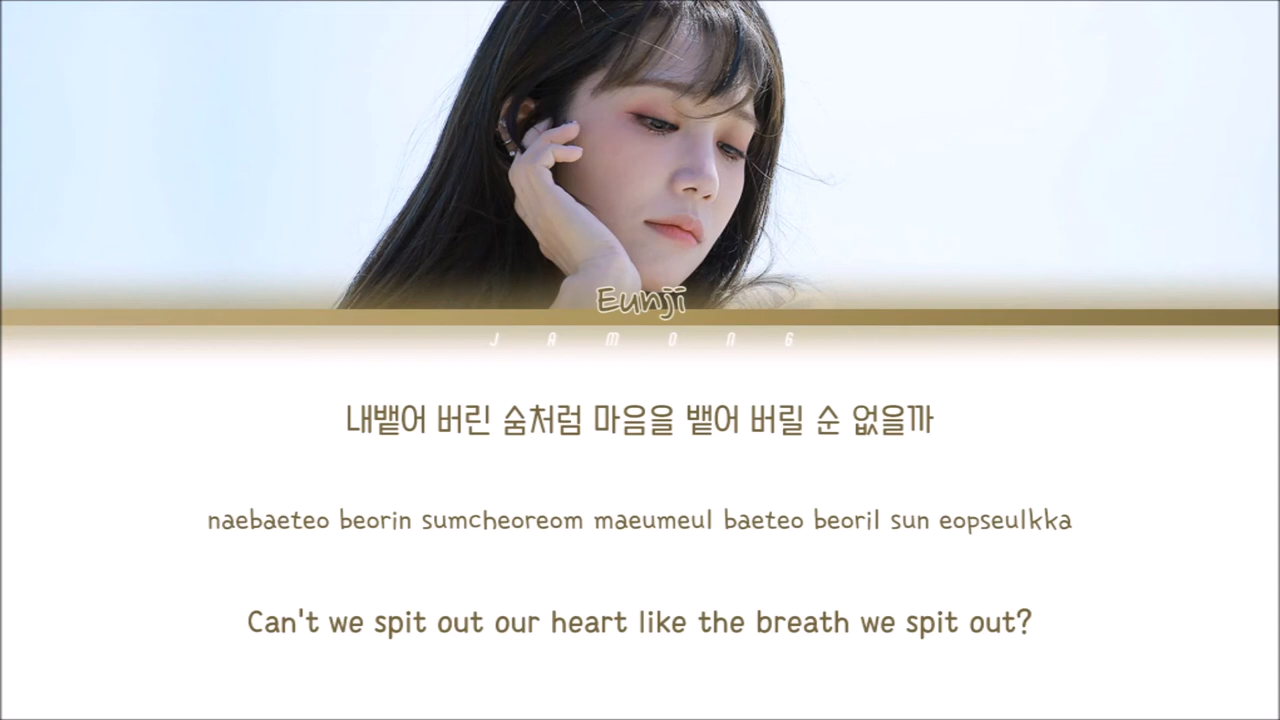 Eunji
J A M O N G
내뱉어 버린 숨처럼 마음을 뱉어 버릴 순 없을까
naebaeteo beorin sumcheoreom maeumeul baeteo beoril sun eopseulkka
Can't we spit out our heart like the breath we spit out?